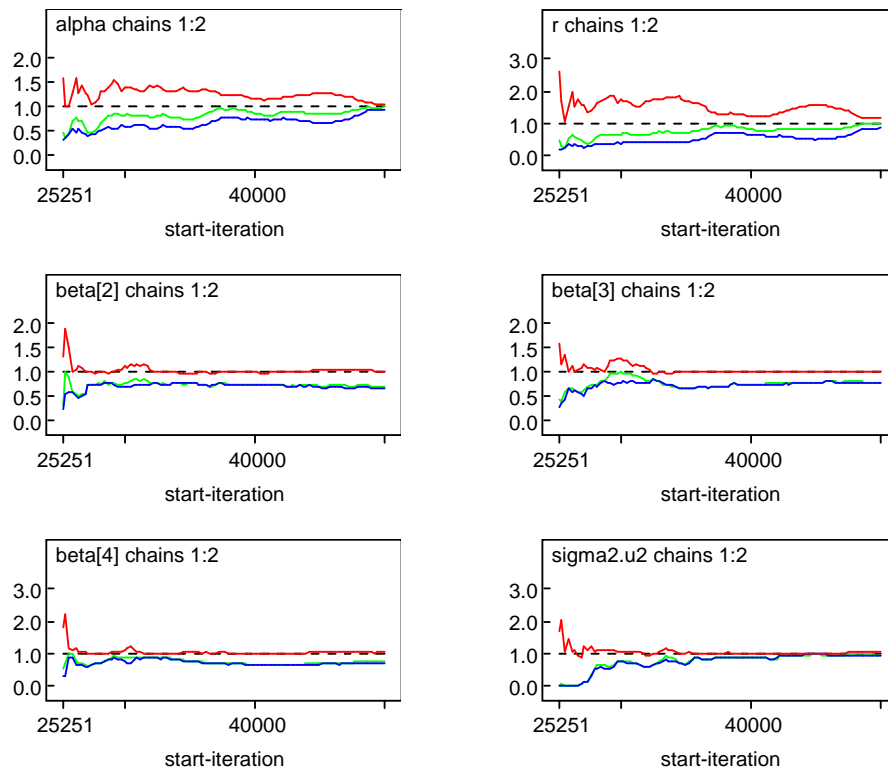 alpha chains 1:2
2.0
1.5
1.0
0.5
0.0
25251 40000
start-iteration
r chains 1:2
3.0
2.0
1.0
0.0
25251 40000
start-iteration
beta[2] chains 1:2
2.0
1.5
1.0
0.5
0.0
25251 40000
start-iteration
beta[3] chains 1:2
2.0
1.5
1.0
0.5
0.0
25251 40000
start-iteration
beta[4] chains 1:2
3.0
2.0
1.0
0.0
25251 40000
start-iteration
sigma2.u2 chains 1:2
3.0
2.0
1.0
0.0
25251 40000
start-iteration